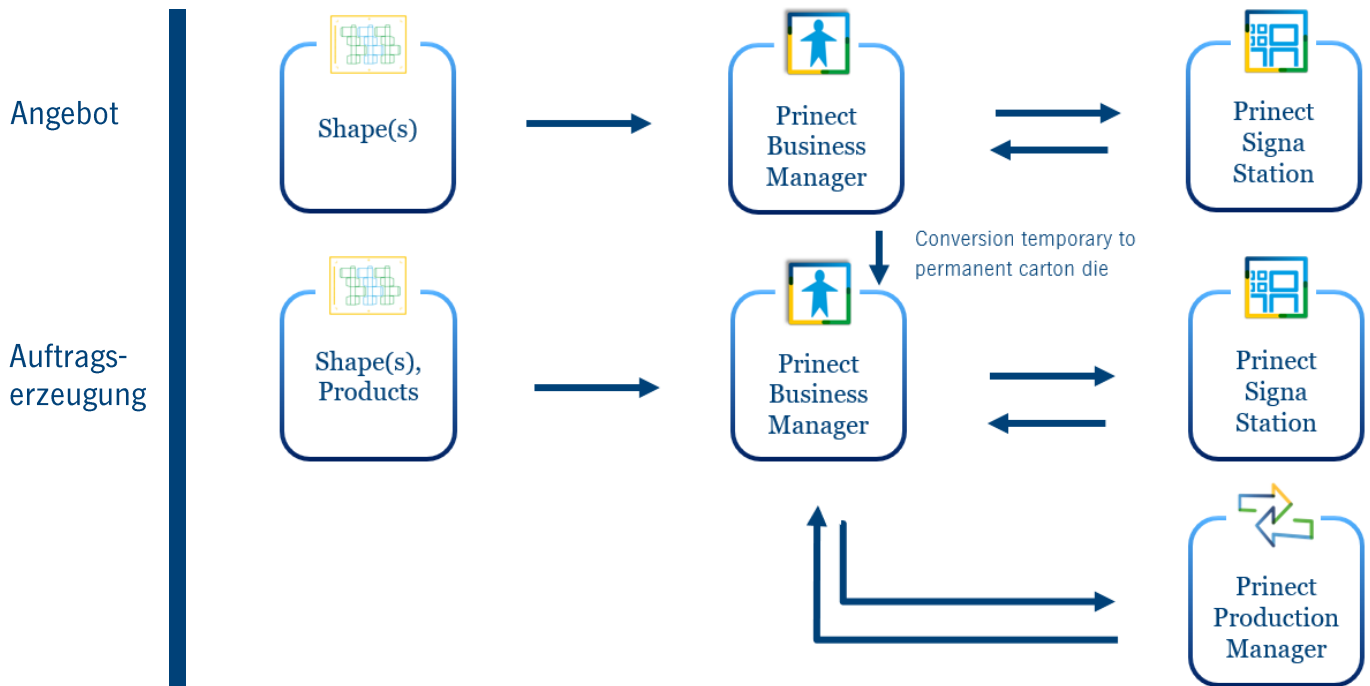 Angebot
Shape(s)
Prinect
Business
Manager
Prinect
Signa
Station
Conversion temporary to
permanent carton die
Auftrags-
erzeugung
Shape(s),
Products
Prinect
Business
Manager
Prinect
Signa
Station
Prinect
Production
Manager